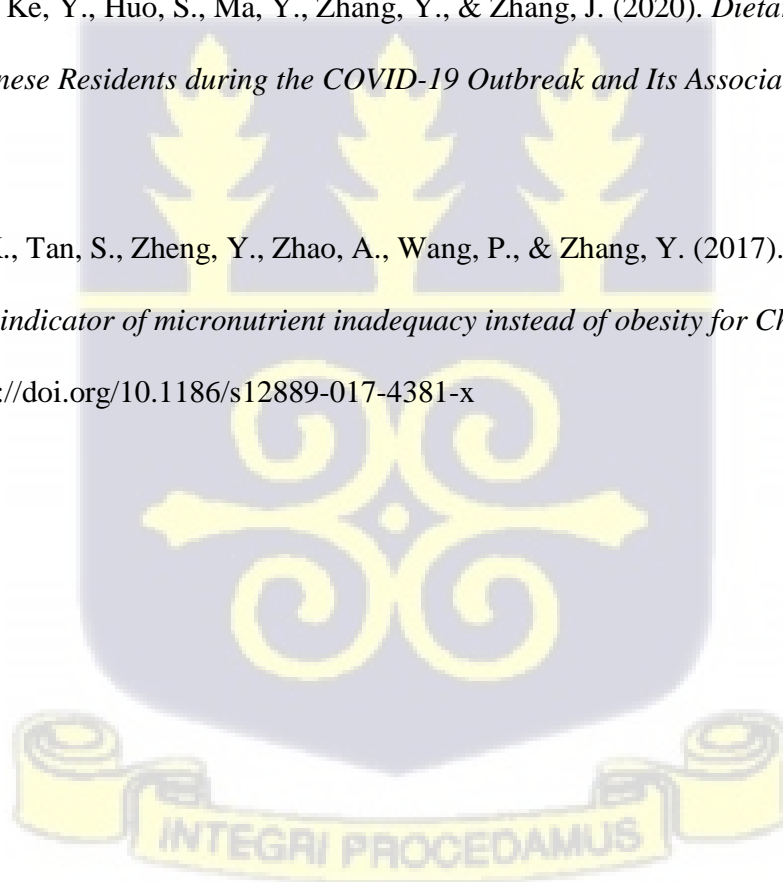 Ke, Y., Huo, S., Ma, Y., Zhang, Y., & Zhang, J. (2020). Dieta
nese Residents during the COVID-19 Outbreak and Its Associa
., Tan, S., Zheng, Y., Zhao, A., Wang, P., & Zhang, Y. (2017).
indicator of micronutrient inadequacy instead of obesity for Ch
://doi.org/10.1186/s12889-017-4381-x
INTEGRI PROCEDAMUS